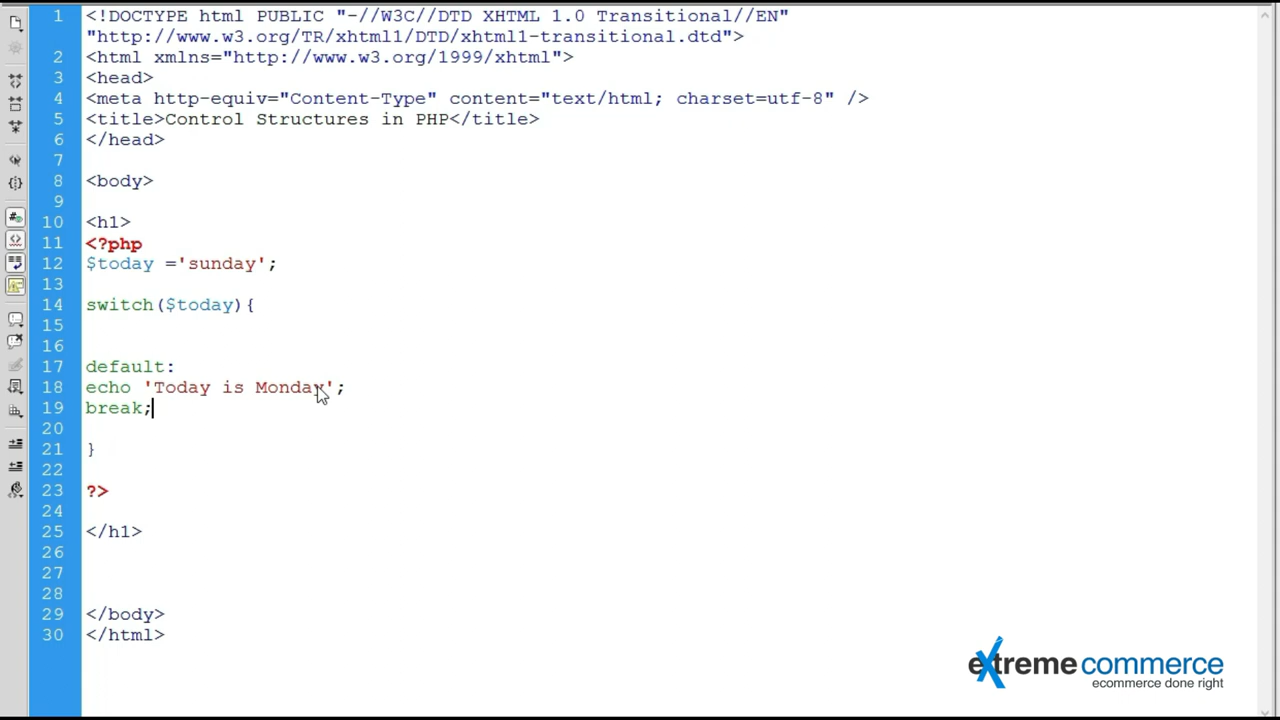 1 <!DOCTYPE html PUBLIC "-//W3C//DTD XHTML 1.0 Transitional//EN"
"http://www.w3.org/TR/xhtml1/DTD/xhtml1-transitional.dtd">
2 <html xmlns="http://www.w3.org/1999/xhtml">
3 <head>
4 <meta http-equiv="Content-Type" content="text/html; charset=utf-8" />
5 <title>Control Structures in PHP</title>
6 </head>
7
8 <body>
9
10 <h1>
11 <?php
12 $today ='sunday';
13
14 switch($today){
15
16
17 default:
18 echo 'Today is Monday';
19 break;
20
21 }
22
23 ?>
24
25 </h1>
26
27
28
29 </body>
30 </html>
extreme commerce
ecommerce done right